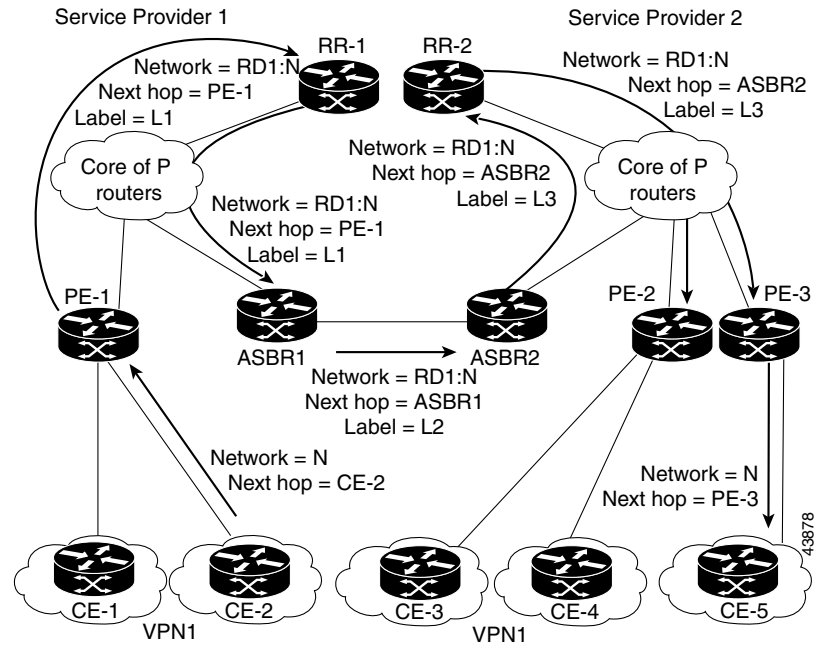 Service Provider 1
Service Provider 2
RR-1
RR-2
Network = RD1:N
Next hop = PE-1
Label = L1
Network = RD1:N
Next hop = ASBR2
Label = L3
Core of P
routers
Network = RD1:N
Next hop = ASBR2
Label = L3
Core of P
routers
Network = RD1:N
Next hop = PE-1
Label = L1
PE-1
PE-2
PE-3
ASBR1
ASBR2
Network = RD1:N
Next hop = ASBR1
Label = L2
Network = N
Next hop = CE-2
Network = N
Next hop = PE-3
43878
CE-1
CE-2
CE-3
CE-4
CE-5
VPN1
VPN1